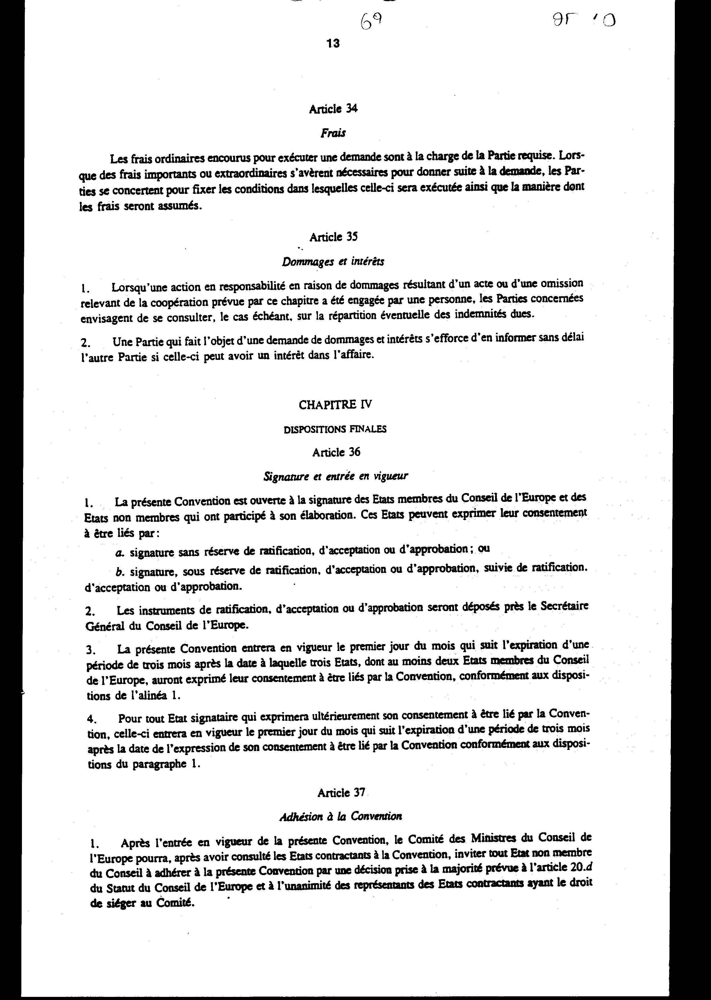 69
13
Article 34
Frais
Les frais ordinaires encourus pour exécuter une demande sont à la charge de la Partie requise. Lors-
que des frais importants ou extraordinaires s'avèrent nécessaires pour donner suite à la demande, les Par-
ties se concertent pour fixer les conditions dans lesquelles celle-ci sera exécutée ainsi que la manière dont
les frais seront assumés.
Article 35
Dommages et intérêts
1. Lorsqu'une action en responsabilité en raison de dommages résultant d'un acte ou d'une omission
relevant de la coopération prévue par ce chapitre a été engagée par une personne, les Parties concernées
envisagent de se consulter, le cas échéant, sur la répartition éventuelle des indemnités dues.
2. Une Partie qui fait l'objet d'une demande de dommages et intérêts s'efforce d'en informer sans délai
l'autre Partie si celle-ci peut avoir un intérêt dans l'affaire.
CHAPITRE IV
DISPOSITIONS FINALES
Article 36
Signature et entrée en vigueur
1. La présente Convention est ouverte à la signature des Etats membres du Conseil de l'Europe et des
Etats non membres qui ont participé à son élaboration. Ces Etats peuvent exprimer leur consentement
à être liés par:
a. signature sans réserve de ratification, d'acceptation ou d'approbation; ou
b. signature, sous réserve de ratification, d'acceptation ou d'approbation, suivie de ratification.
d'acceptation ou d'approbation.
2. Les instruments de ratification, d'acceptation ou d'approbation seront déposés près le Secrétaire
Général du Conseil de l'Europe.
3. La présente Convention entrera en vigueur le premier jour du mois qui suit l'expiration d'une
période de trois mois après la date à laquelle trois Etats, dont au moins deux Etats membres du Conseil
de l'Europe, auront exprimé leur consentement à être liés par la Convention, conformément aux disposi-
tions de l'alinéa 1.
4. Pour tout Etat signataire qui exprimera ultérieurement son consentement à être lié par la Conven-
tion, celle-ci entrera en vigueur le premier jour du mois qui suit l'expiration d'une période de trois mois
après la date de l'expression de son consentement à être lié par la Convention conformément aux disposi-
tions du paragraphe 1.
Article 37
Adhésion à la Convention
1. Après l'entrée en vigueur de la présente Convention, le Comité des Ministres du Conseil de
l'Europe pourra, après avoir consulté les Etats contractants à la Convention, inviter tout Etat non membre
du Conseil à adhérer à la présente Convention par une décision prise à la majorité prévue à l'article 20.d
du Statut du Conseil de l'Europe et à l'unanimité des représentants des Etats contractants ayant le droit
de siéger au Comité.